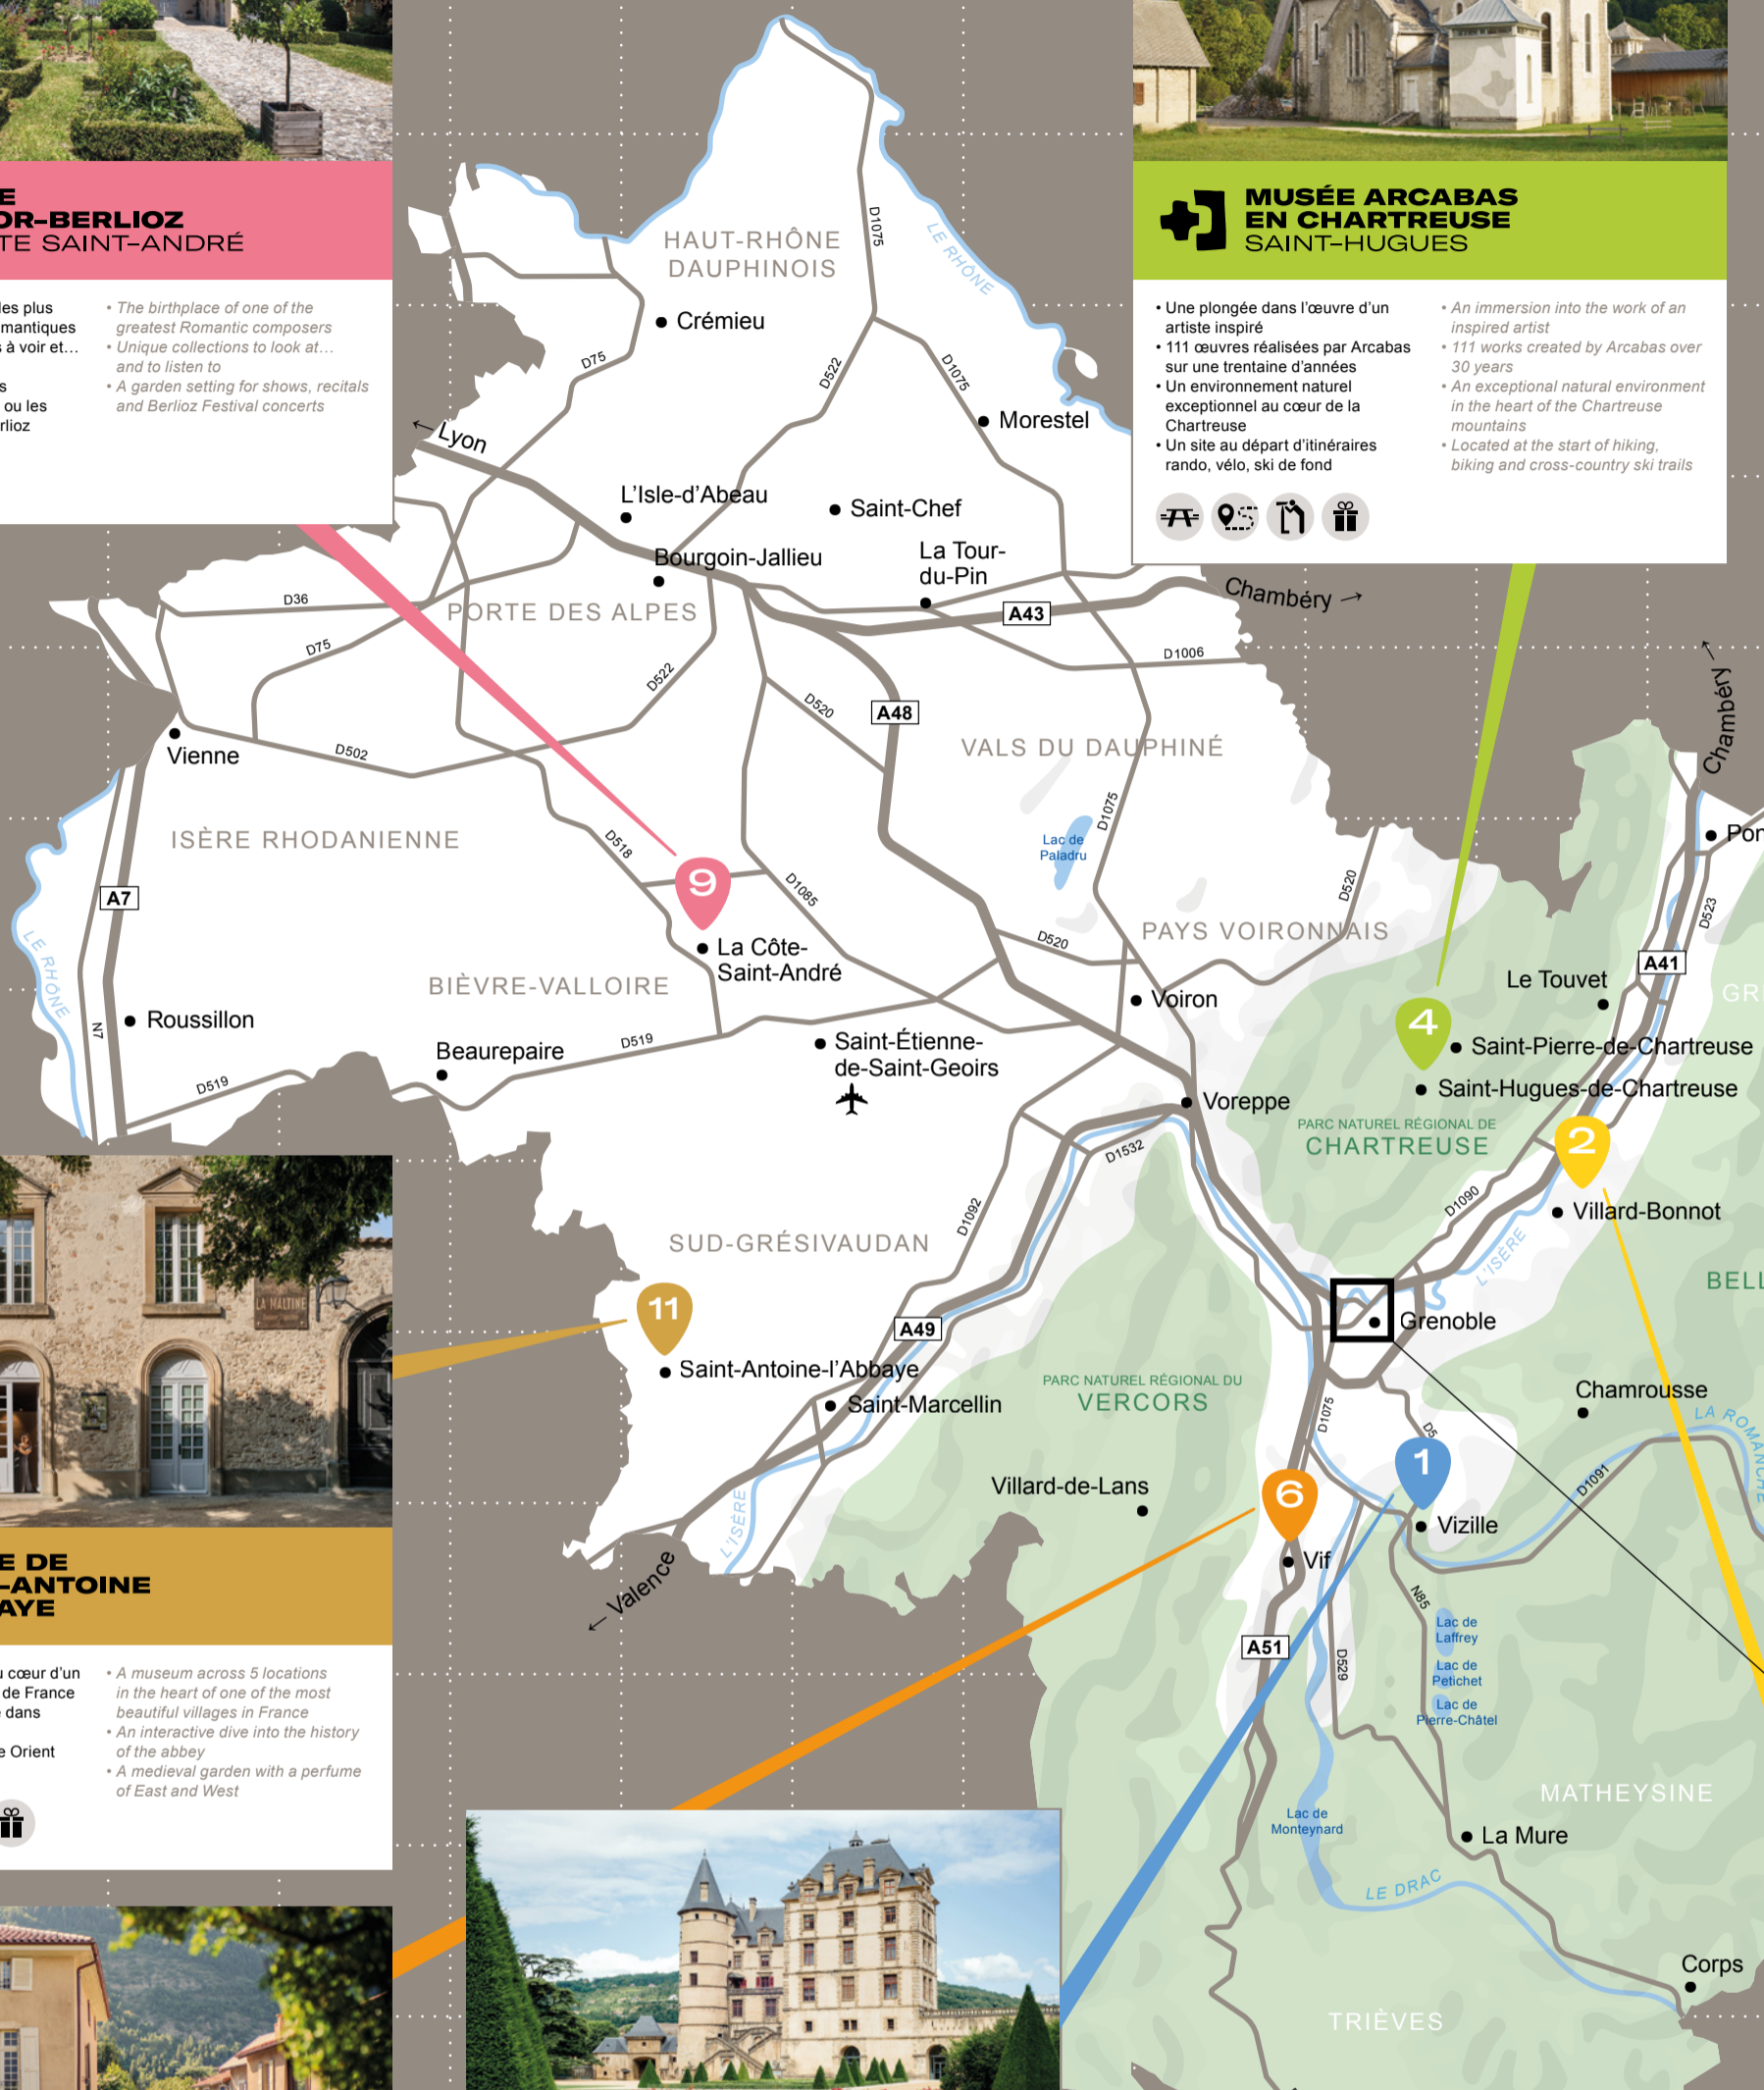 OR-BERLIOZ
TE SAINT-ANDRÉ
les plus
mantiques
à voir et...
ou les
rlioz
• The birthplace of one of the
greatest Romantic composers
• Unique collections to look at...
and to listen to
• A garden setting for shows, recitals
and Berlioz Festival concerts
MUSÉE ARCABAS
EN CHARTREUSE
SAINT-HUGUES
• Une plongée dans l'œuvre d'un
artiste inspiré
• 111 œuvres réalisées par Arcabas
sur une trentaine d'années
• Un environnement naturel
exceptionnel au cœur de la
Chartreuse
• Un site au départ d'itinéraires
rando, vélo, ski de fond
• An immersion into the work of an
inspired artist
• 111 works created by Arcabas over
30 years
• An exceptional natural environment
in the heart of the Chartreuse
mountains
• Located at the start of hiking,
biking and cross-country ski trails
HAUT-RHÔNE
DAUPHINOIS
D1075
LE RHÔNE
Crémieu
D75
D522
D1075
Morestel
← Lyon
L'Isle-d'Abeau
Saint-Chef
Bourgoin-Jallieu
La Tour-
du-Pin
D36
PORTE DES ALPES
A43
Chambéry →
D75
D522
D1006
D520
A48
← Chambéry
Vienne
D502
VALS DU DAUPHINÉ
D1075
ISÈRE RHODANIENNE
D518
Lac de
Paladru
Pon
A7
9
D1085
D520
D523
LE RHÔNE
La Côte-
Saint-André
D520
PAYS VOIRONNAIS
A41
BIÈVRE-VALLOIRE
Le Touvet
GR
Voiron
N7
Roussillon
4
Beaurepaire
D519
Saint-Étienne-
de-Saint-Geoirs
Saint-Pierre-de-Chartreuse
D519
Saint-Hugues-de-Chartreuse
Voreppe
PARC NATUREL RÉGIONAL DE
CHARTREUSE
2
D1532
D1090
Villard-Bonnot
D1092
SUD-GRÉSIVAUDAN
L'ISÈRE
BELL
11
A49
Grenoble
Saint-Antoine-l'Abbaye
PARC NATUREL RÉGIONAL DU
VERCORS
Saint-Marcellin
Chamrousse
LA ROMANCHE
D1075
D5
1
D1091
Villard-de-Lans
6
L'ISÈRE
Vizille
Vif
← Valence
N85
Lac de
Laffrey
A51
D529
Lac de
Petichet
Lac de
Pierre-Châtel
MATHEYSINE
Lac de
Monteynard
La Mure
LE DRAC
Corps
TRIÈVES
LA MALTINE
E DE
-ANTOINE
AYE
cœur d'un
de France
dans
Orient
• A museum across 5 locations
in the heart of one of the most
beautiful villages in France
• An interactive dive into the history
of the abbey
• A medieval garden with a perfume
of East and West